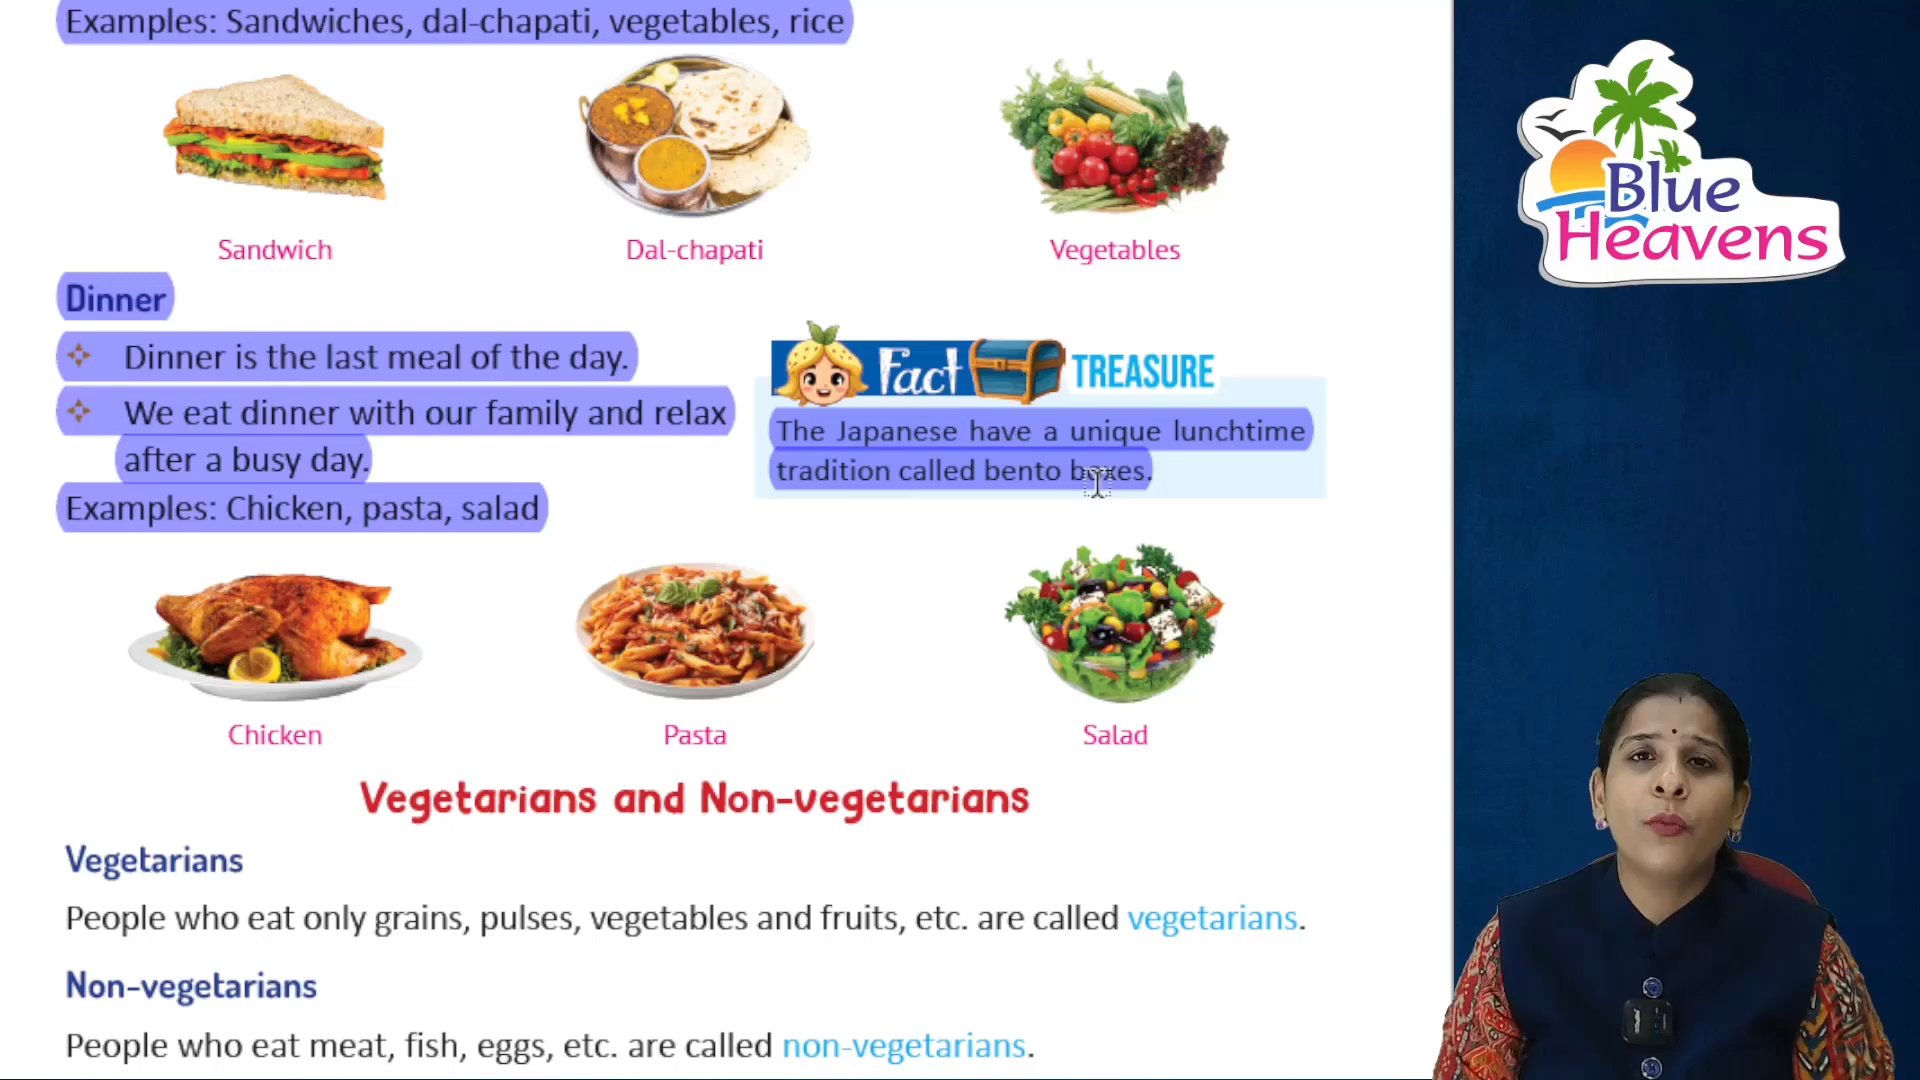 Examples: Sandwiches, dal-chapati, vegetables, rice
Sandwich
Dal-chapati
Vegetables
Dinner
Dinner is the last meal of the day.
We eat dinner with our family and relax
after a busy day.
Examples: Chicken, pasta, salad
Fact TREASURE
The Japanese have a unique lunchtime
tradition called bento boxes.
Chicken
Pasta
Salad
Vegetarians and Non-vegetarians
Vegetarians
People who eat only grains, pulses, vegetables and fruits, etc. are called vegetarians.
Non-vegetarians
People who eat meat, fish, eggs, etc. are called non-vegetarians.
Blue
Heavens